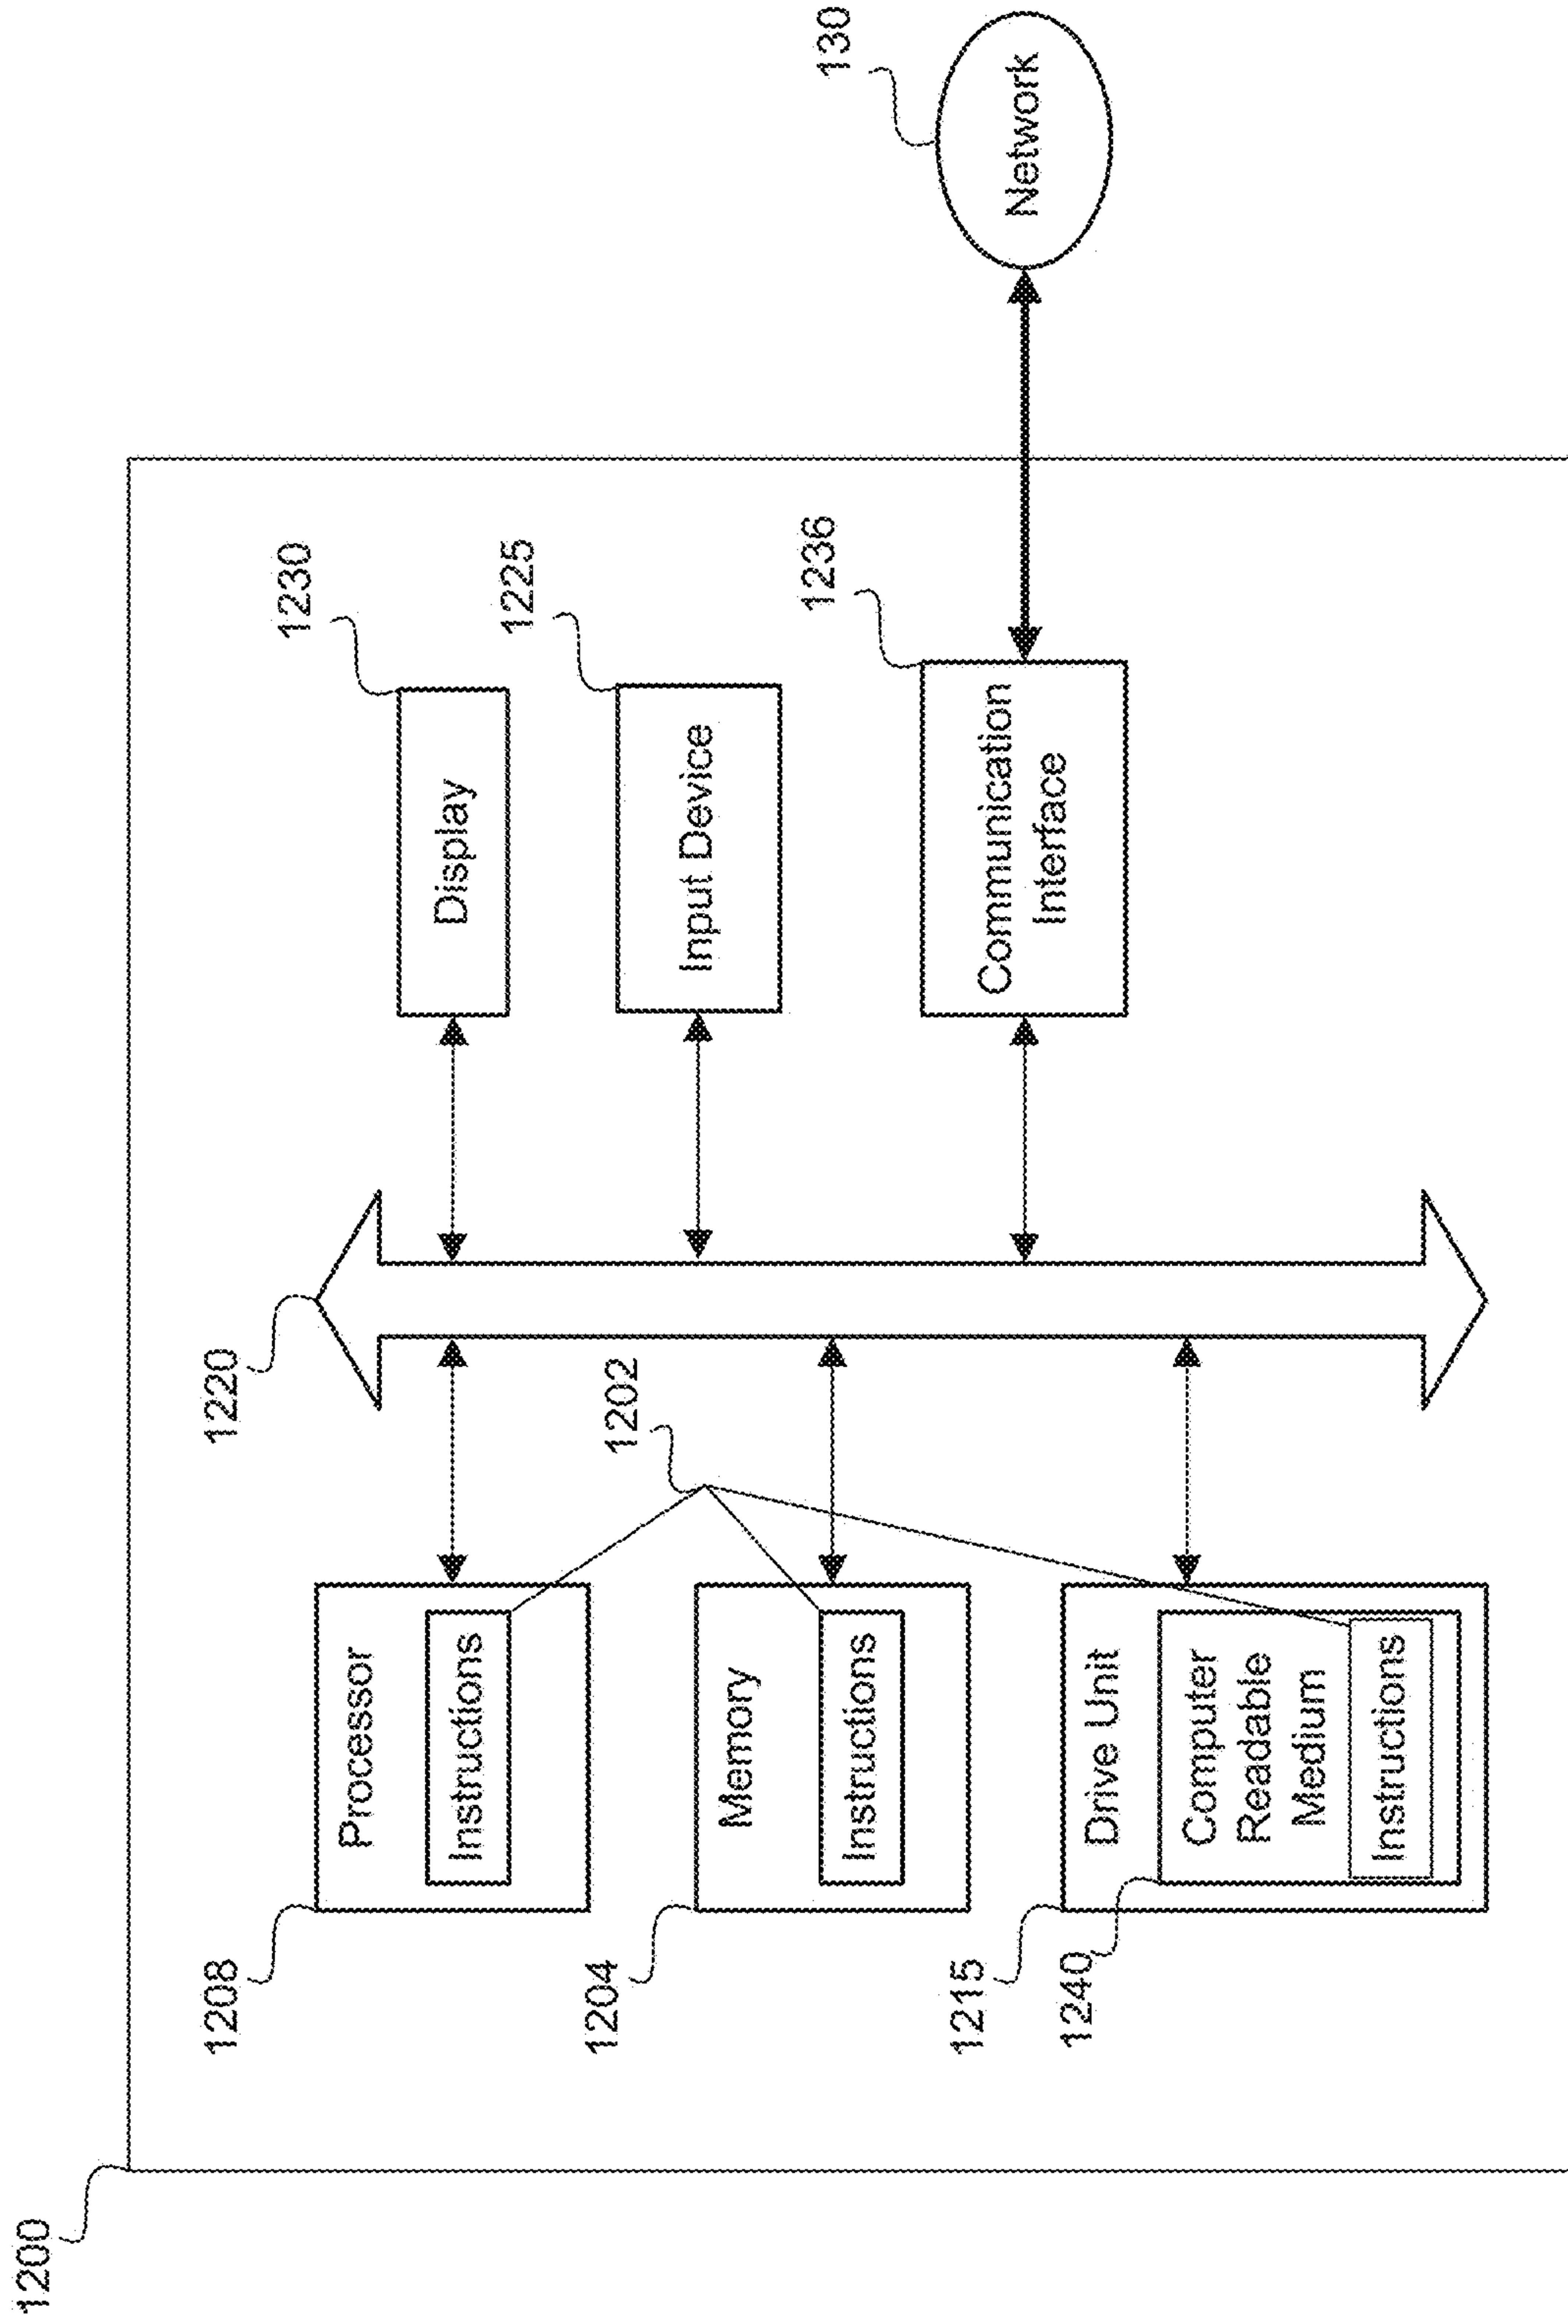 1200
1220
1230
1208
Processor
Instructions
Display
1202
1225
1204
Memory
Instructions
Input Device
130
1236
Network
Communication
Interface
1215
Drive Unit
1240
Computer
Readable
Medium
Instructions